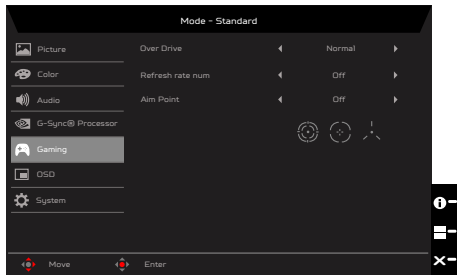 Mode - Standard
Picture
Over Drive Normal
Color
Refresh rate num Off
Audio
Aim Point Off
G-Sync® Processor
Gaming
OSD
System
Move Enter